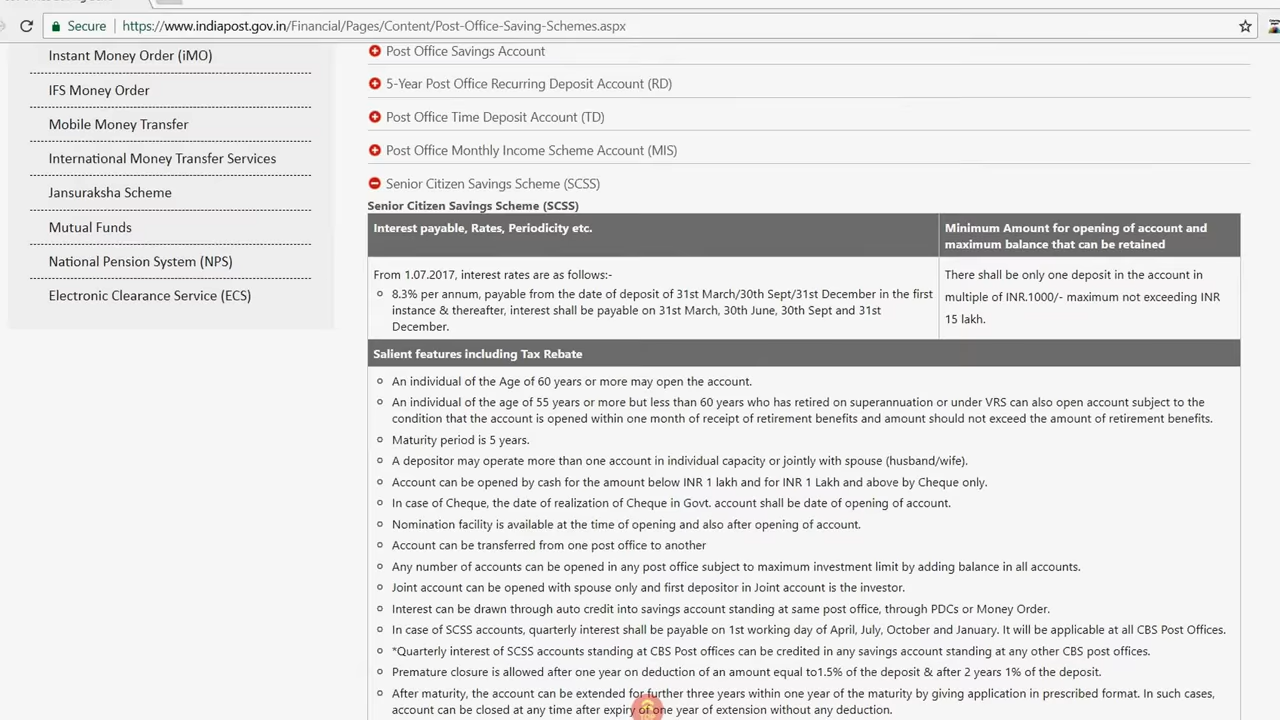 Secure https://www.indiapost.gov.in/Financial/Pages/Content/Post-Office-Saving-Schemes.aspx
Instant Money Order (iMO)
IFS Money Order
Mobile Money Transfer
International Money Transfer Services
Jansuraksha Scheme
Mutual Funds
National Pension System (NPS)
Electronic Clearance Service (ECS)
Post Office Savings Account
5-Year Post Office Recurring Deposit Account (RD)
Post Office Time Deposit Account (TD)
Post Office Monthly Income Scheme Account (MIS)
Senior Citizen Savings Scheme (SCSS)
Senior Citizen Savings Scheme (SCSS)
Interest payable, Rates, Periodicity etc.
Minimum Amount for opening of account and
maximum balance that can be retained
From 1.07.2017, interest rates are as follows:-
8.3% per annum, payable from the date of deposit of 31st March/30th Sept/31st December in the first
instance & thereafter, interest shall be payable on 31st March, 30th June, 30th Sept and 31st
December.
There shall be only one deposit in the account in
multiple of INR.1000/- maximum not exceeding INR
15 lakh.
Salient features including Tax Rebate
An individual of the Age of 60 years or more may open the account.
An individual of the age of 55 years or more but less than 60 years who has retired on superannuation or under VRS can also open account subject to the
condition that the account is opened within one month of receipt of retirement benefits and amount should not exceed the amount of retirement benefits.
Maturity period is 5 years.
A depositor may operate more than one account in individual capacity or jointly with spouse (husband/wife).
Account can be opened by cash for the amount below INR 1 lakh and for INR 1 Lakh and above by Cheque only.
In case of Cheque, the date of realization of Cheque in Govt. account shall be date of opening of account.
Nomination facility is available at the time of opening and also after opening of account.
Account can be transferred from one post office to another
Any number of accounts can be opened in any post office subject to maximum investment limit by adding balance in all accounts.
Joint account can be opened with spouse only and first depositor in Joint account is the investor.
Interest can be drawn through auto credit into savings account standing at same post office, through PDCs or Money Order.
In case of SCSS accounts, quarterly interest shall be payable on 1st working day of April, July, October and January. It will be applicable at all CBS Post Offices.
*Quarterly interest of SCSS accounts standing at CBS Post offices can be credited in any savings account standing at any other CBS post offices.
Premature closure is allowed after one year on deduction of an amount equal to1.5% of the deposit & after 2 years 1% of the deposit.
After maturity, the account can be extended for further three years within one year of the maturity by giving application in prescribed format. In such cases,
account can be closed at any time after expiry of one year of extension without any deduction.